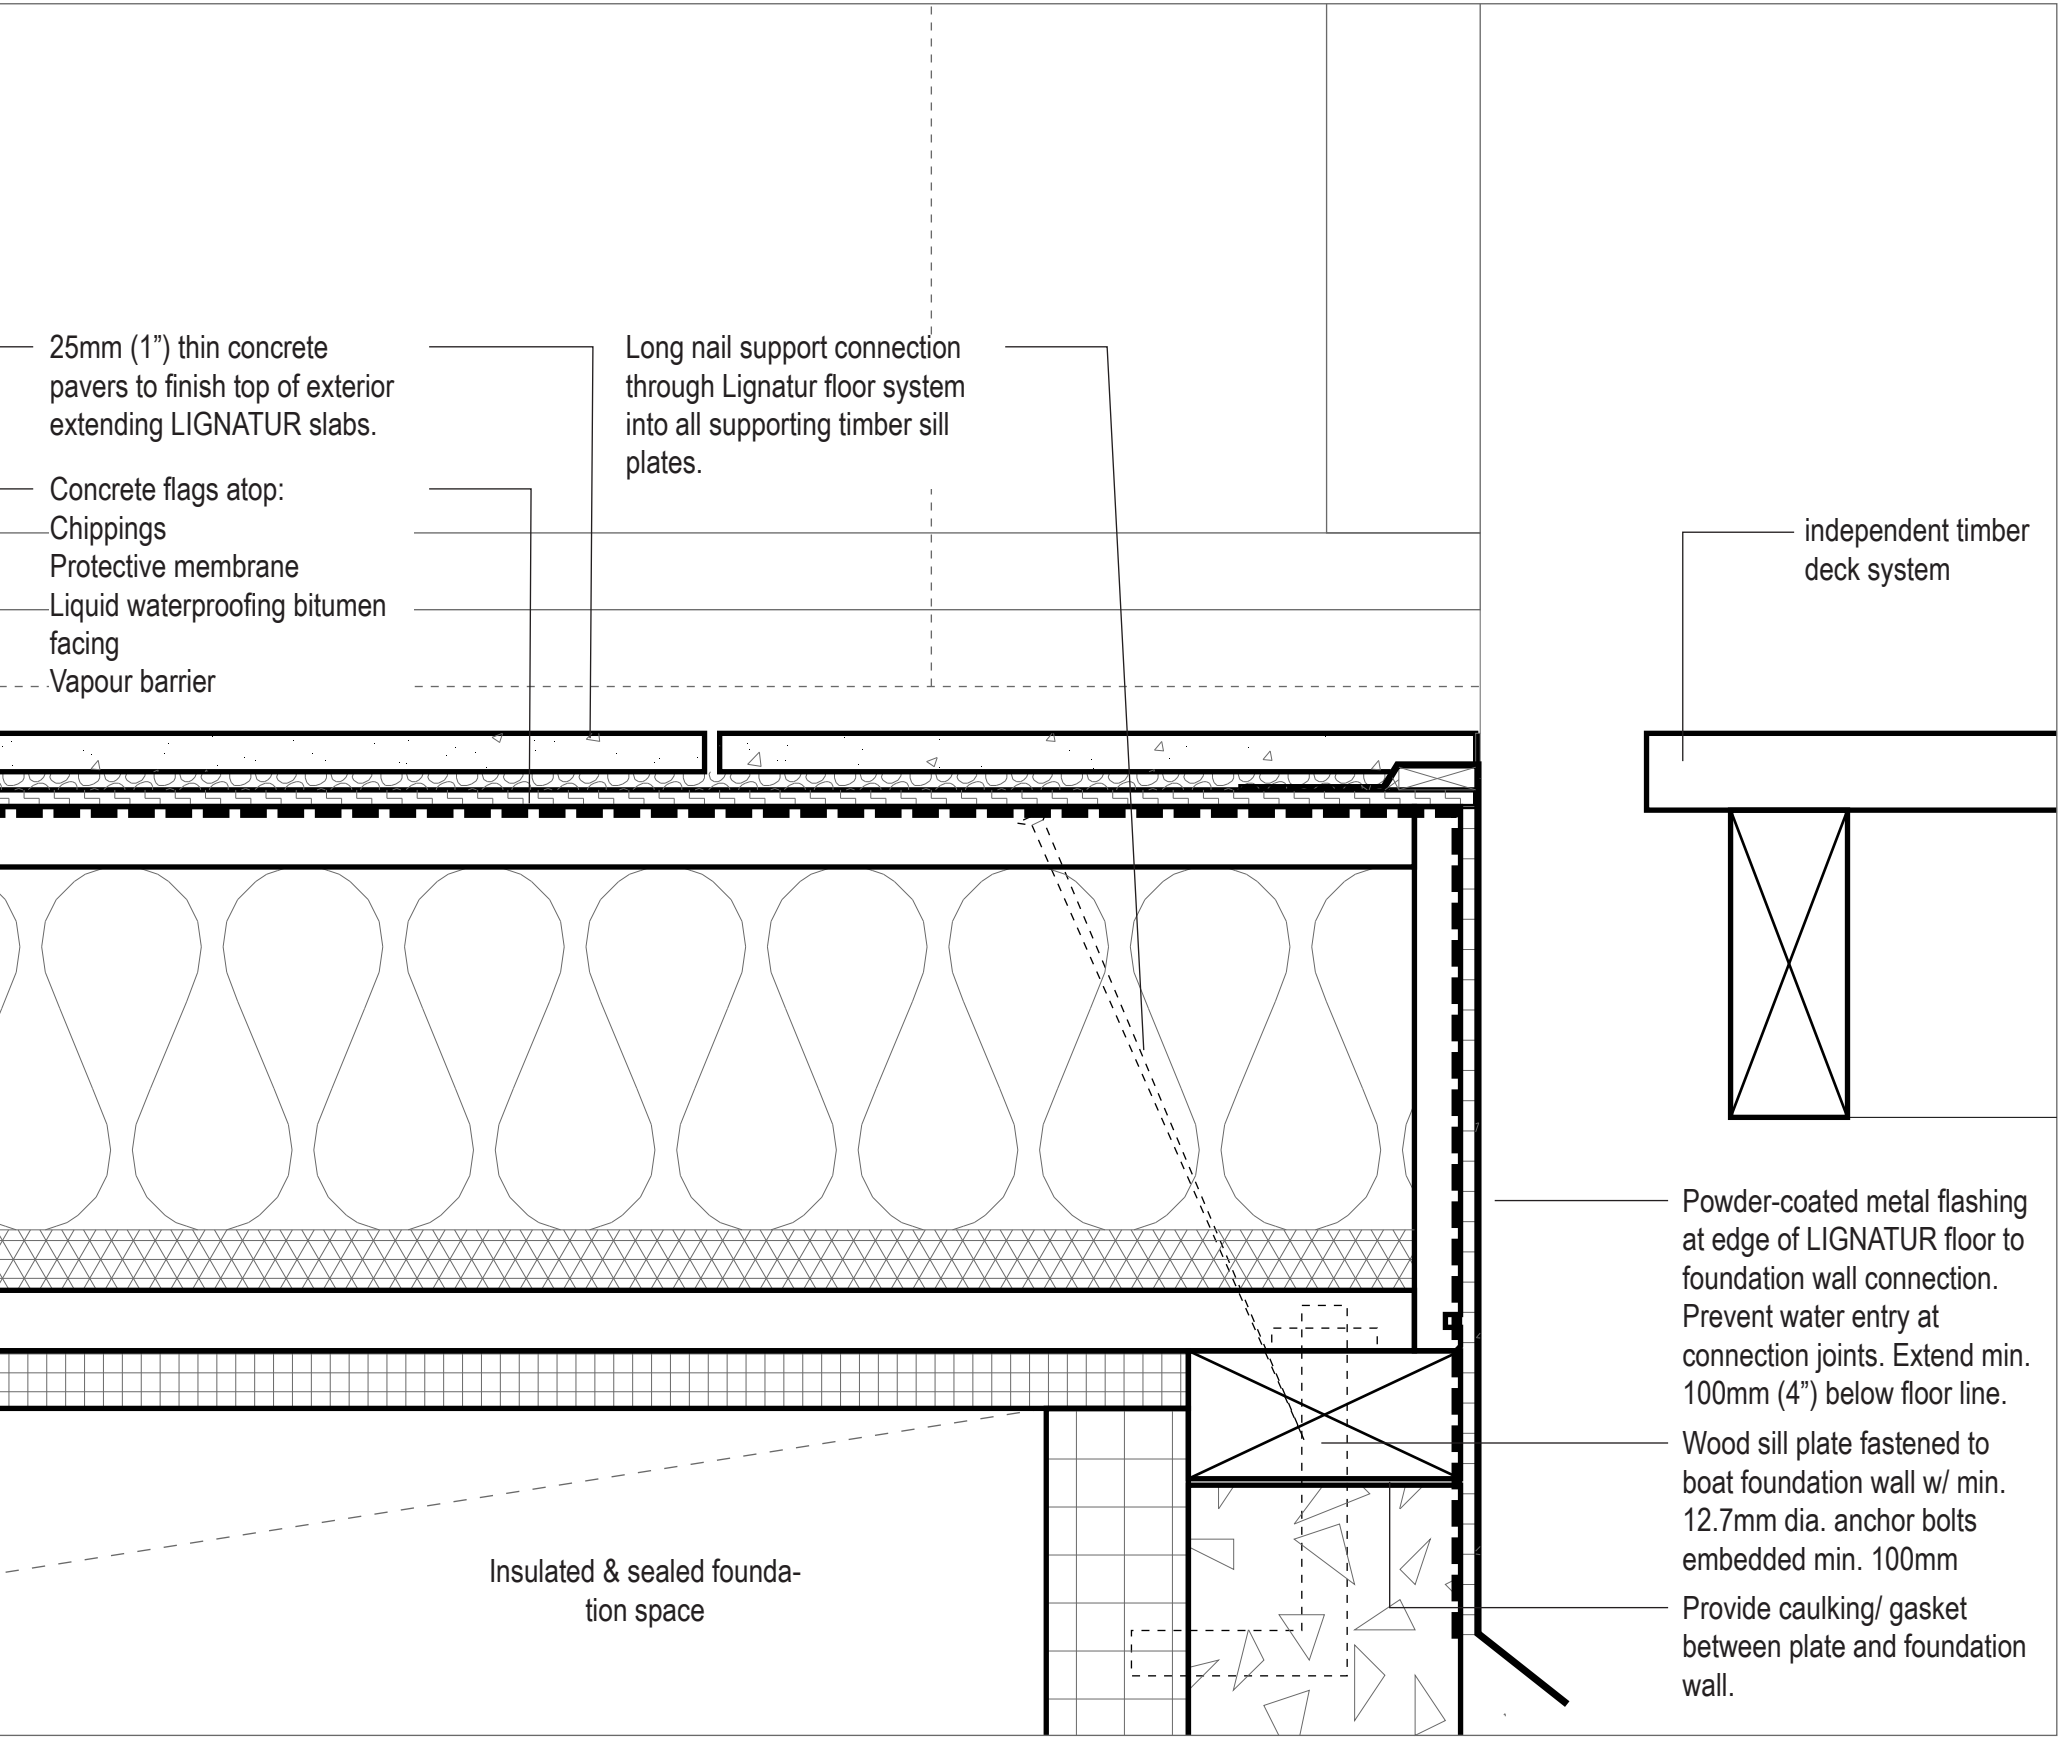 25mm (1”) thin concrete
pavers to finish top of exterior
extending LIGNATUR slabs.
Concrete flags atop:
Chippings
Protective membrane
Liquid waterproofing bitumen
facing
Vapour barrier
Long nail support connection
through Lignatur floor system
into all supporting timber sill
plates.
independent timber
deck system
Powder-coated metal flashing
at edge of LIGNATUR floor to
foundation wall connection.
Prevent water entry at
connection joints. Extend min.
100mm (4”) below floor line.
Wood sill plate fastened to
boat foundation wall w/ min.
12.7mm dia. anchor bolts
embedded min. 100mm
Provide caulking/ gasket
between plate and foundation
wall.
Insulated & sealed founda-
tion space